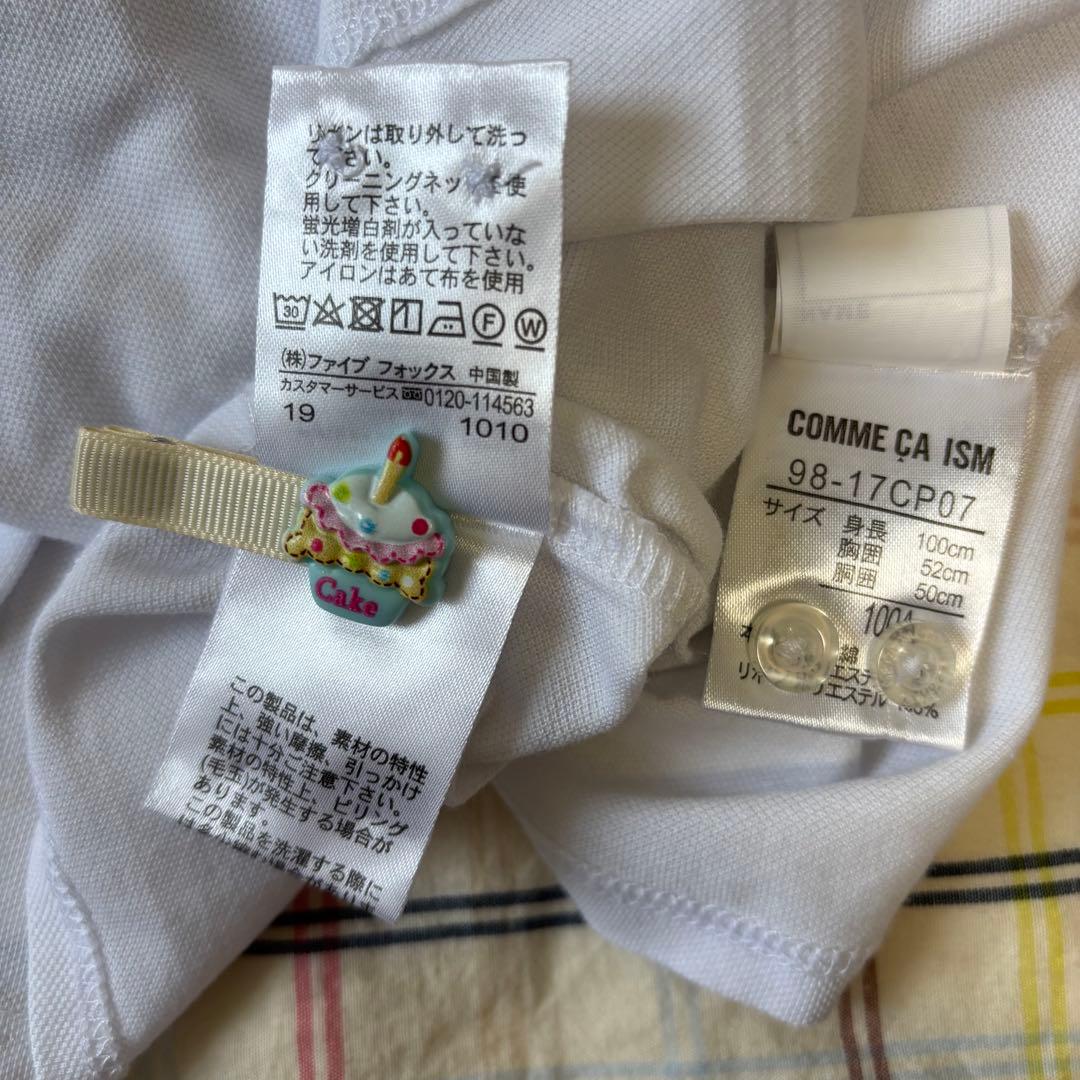 リボンは取り外して洗っ
て下さい。
クリーニングネットを使
用して下さい。
蛍光増白剤が入っていな
い洗剤を使用して下さい。
アイロンはあて布を使用
30
F
W
(株)ファイブ フォックス 中国製
カスタマーサービス 0120-114563
19 1010
Cake
この製品は、素材の特性
上、強い摩擦、引っかけ
には十分ご注意下さい。
素材の特性上、ピリング
(毛玉)が発生する場合が
あります。
この製品を洗濯する際に
COMME ÇA ISM
98-17CP07
サイズ 身長 100cm
胸囲 52cm
胴囲 50cm
1004
綿
エステ
リボ リエステル 100%